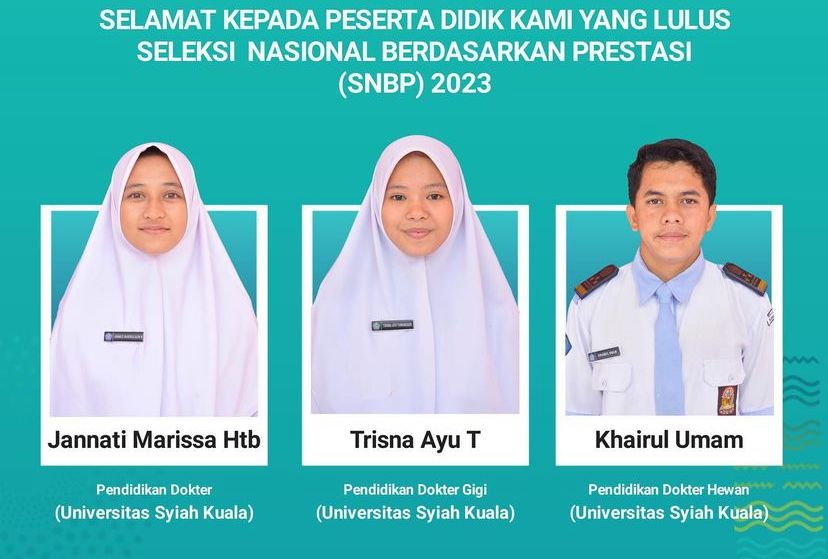 SELAMAT KEPADA PESERTA DIDIK KAMI YANG LULUS
SELEKSI NASIONAL BERDASARKAN PRESTASI
(SNBP) 2023
Jannati Marissa Htb
Trisna Ayu T
Khairul Umam
Pendidikan Dokter
(Universitas Syiah Kuala)
Pendidikan Dokter Gigi
(Universitas Syiah Kuala)
Pendidikan Dokter Hewan
(Universitas Syiah Kuala)